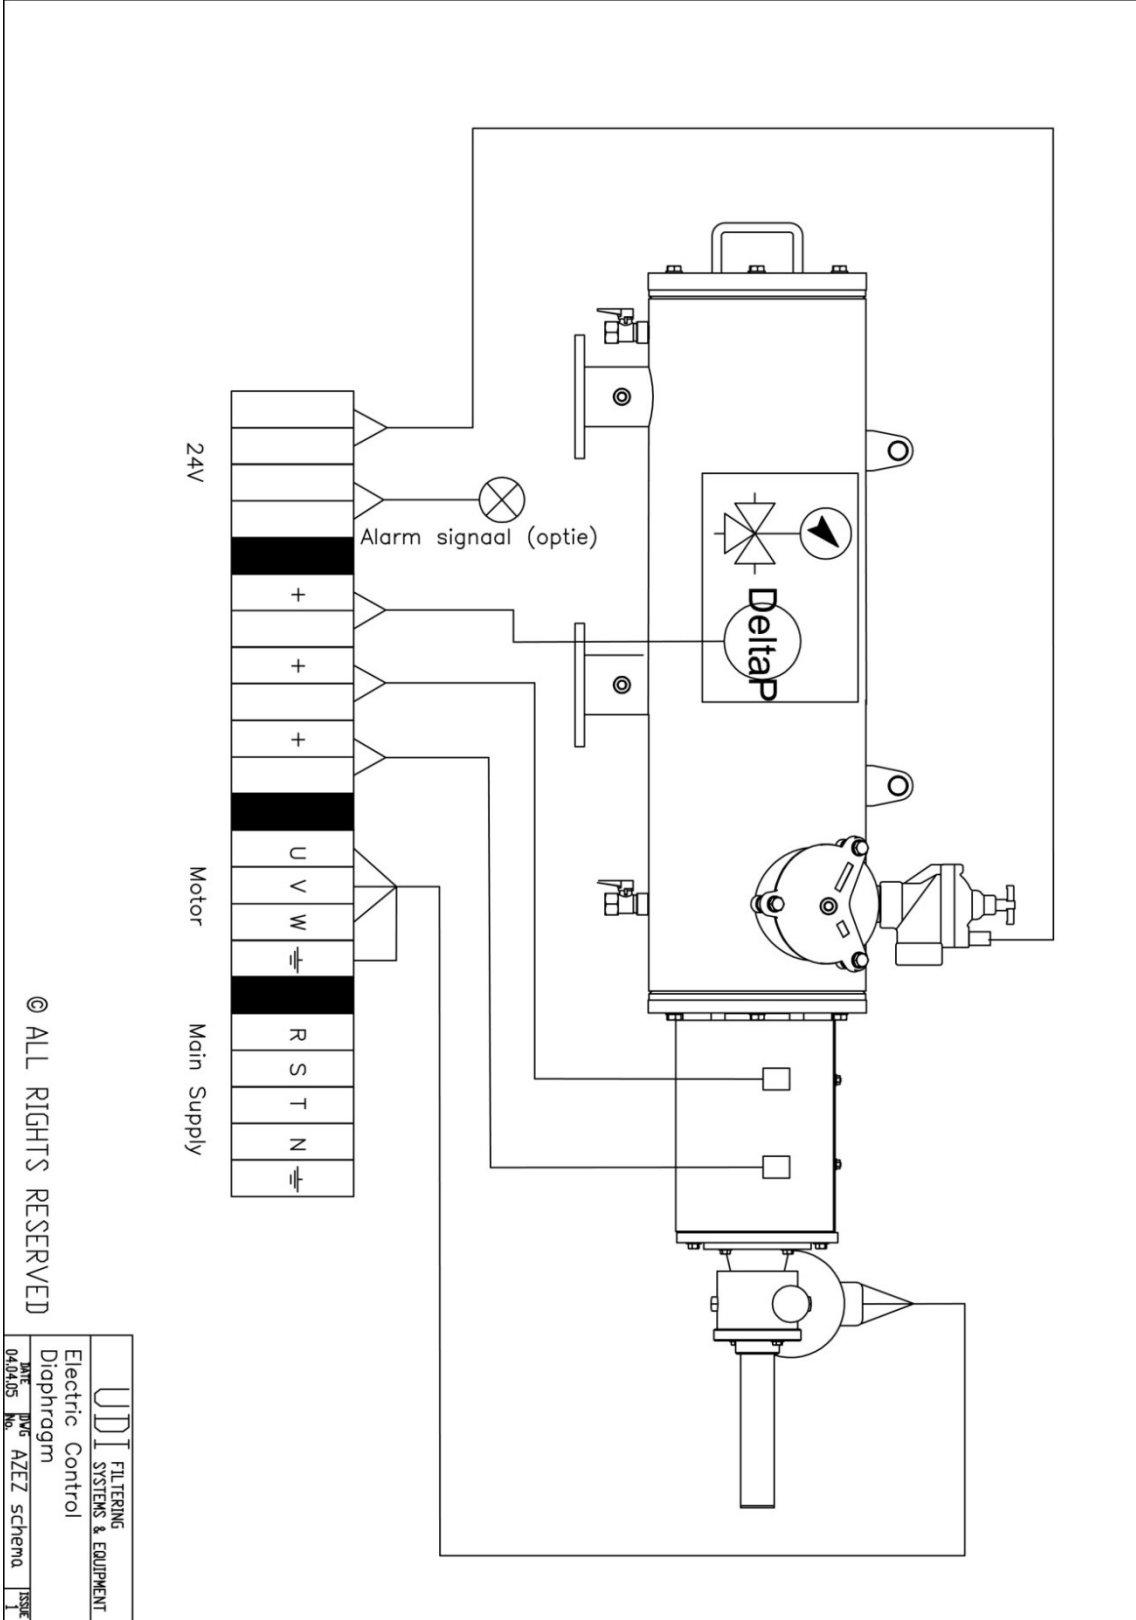 24V
Alarm signaal (optie)
DeltaP
+
+
+
U
V
W
Motor
R
S
T
N
Main Supply
© ALL RIGHTS RESERVED
UDI FILTERING
SYSTEMS & EQUIPMENT
Electric Control
Diaphragm
DATE
04.04.05
DWG
No.
AZEZ schema
ISSUE
1